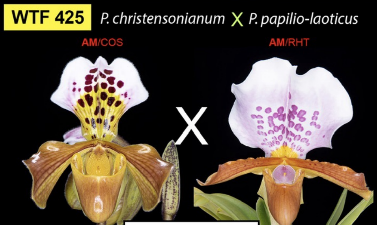 WTF 425 P. christensonianum X P. papilio-laoticus
AM/COS AM/RHT
X